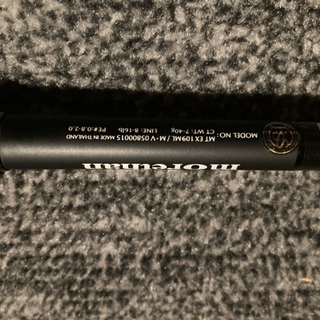 morethan
MODEL NO : MT EX 109ML / M・V 05800015
CT WT: 7-40g LINE: 8-16lb PE#:0.8-2.0 MADE IN THAILAND